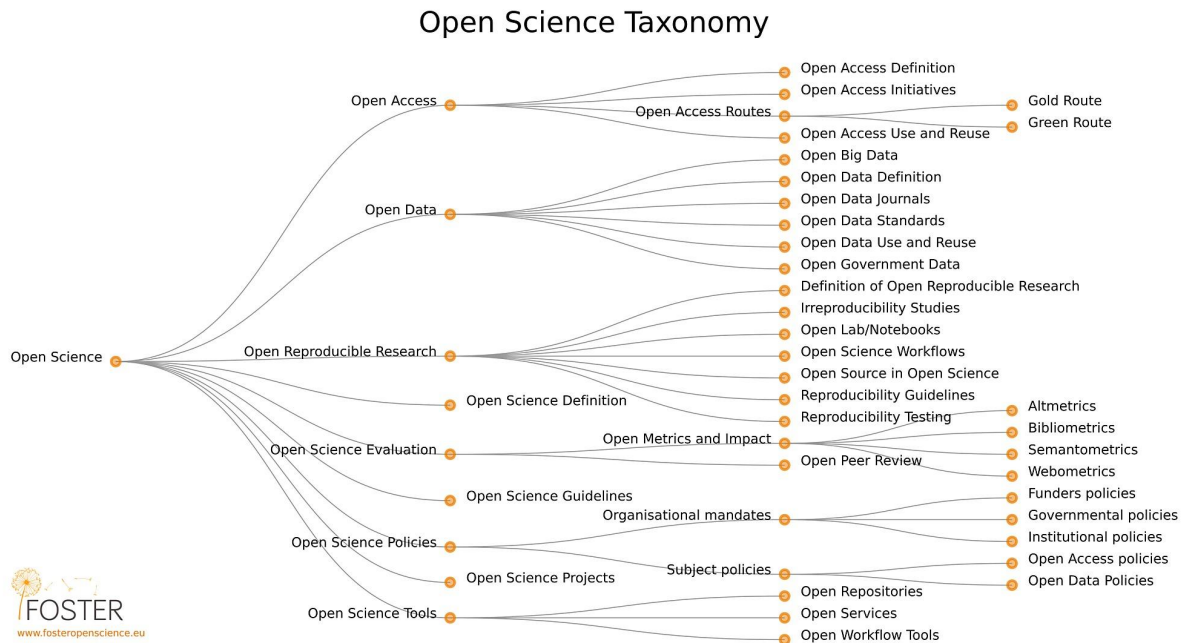 Open Science Taxonomy
Open Science
Open Access
Open Access Definition
Open Access Initiatives
Open Access Routes
Gold Route
Green Route
Open Access Use and Reuse
Open Data
Open Big Data
Open Data Definition
Open Data Journals
Open Data Standards
Open Data Use and Reuse
Open Government Data
Open Reproducible Research
Definition of Open Reproducible Research
Irreproducibility Studies
Open Lab/Notebooks
Open Science Workflows
Open Source in Open Science
Reproducibility Guidelines
Reproducibility Testing
Open Science Definition
Open Science Evaluation
Open Metrics and Impact
Altmetrics
Bibliometrics
Semantometrics
Webometrics
Open Peer Review
Open Science Guidelines
Open Science Policies
Organisational mandates
Funders policies
Governmental policies
Institutional policies
Subject policies
Open Access policies
Open Data Policies
Open Science Projects
Open Science Tools
Open Repositories
Open Services
Open Workflow Tools
FOSTER
www.fosteropenscience.eu